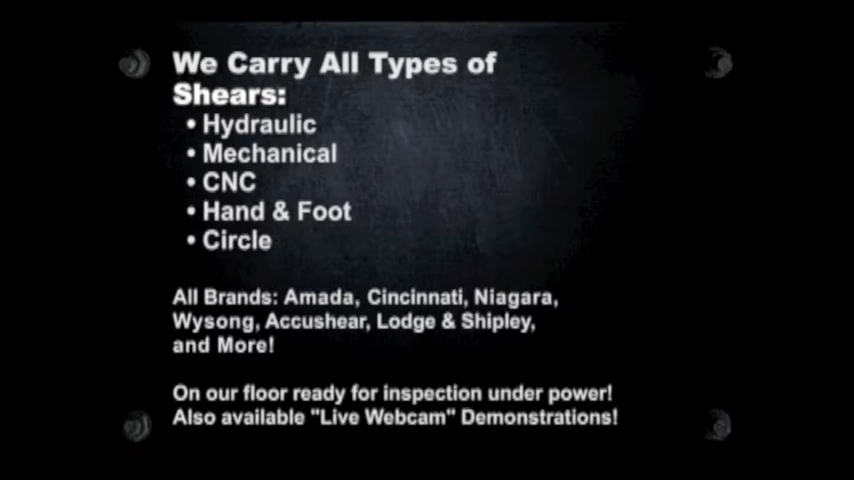 We Carry All Types of
Shears:
• Hydraulic
• Mechanical
• CNC
• Hand & Foot
• Circle
All Brands: Amada, Cincinnati, Niagara,
Wysong, Accushear, Lodge & Shipley,
and More!
On our floor ready for inspection under power!
Also available "Live Webcam" Demonstrations!